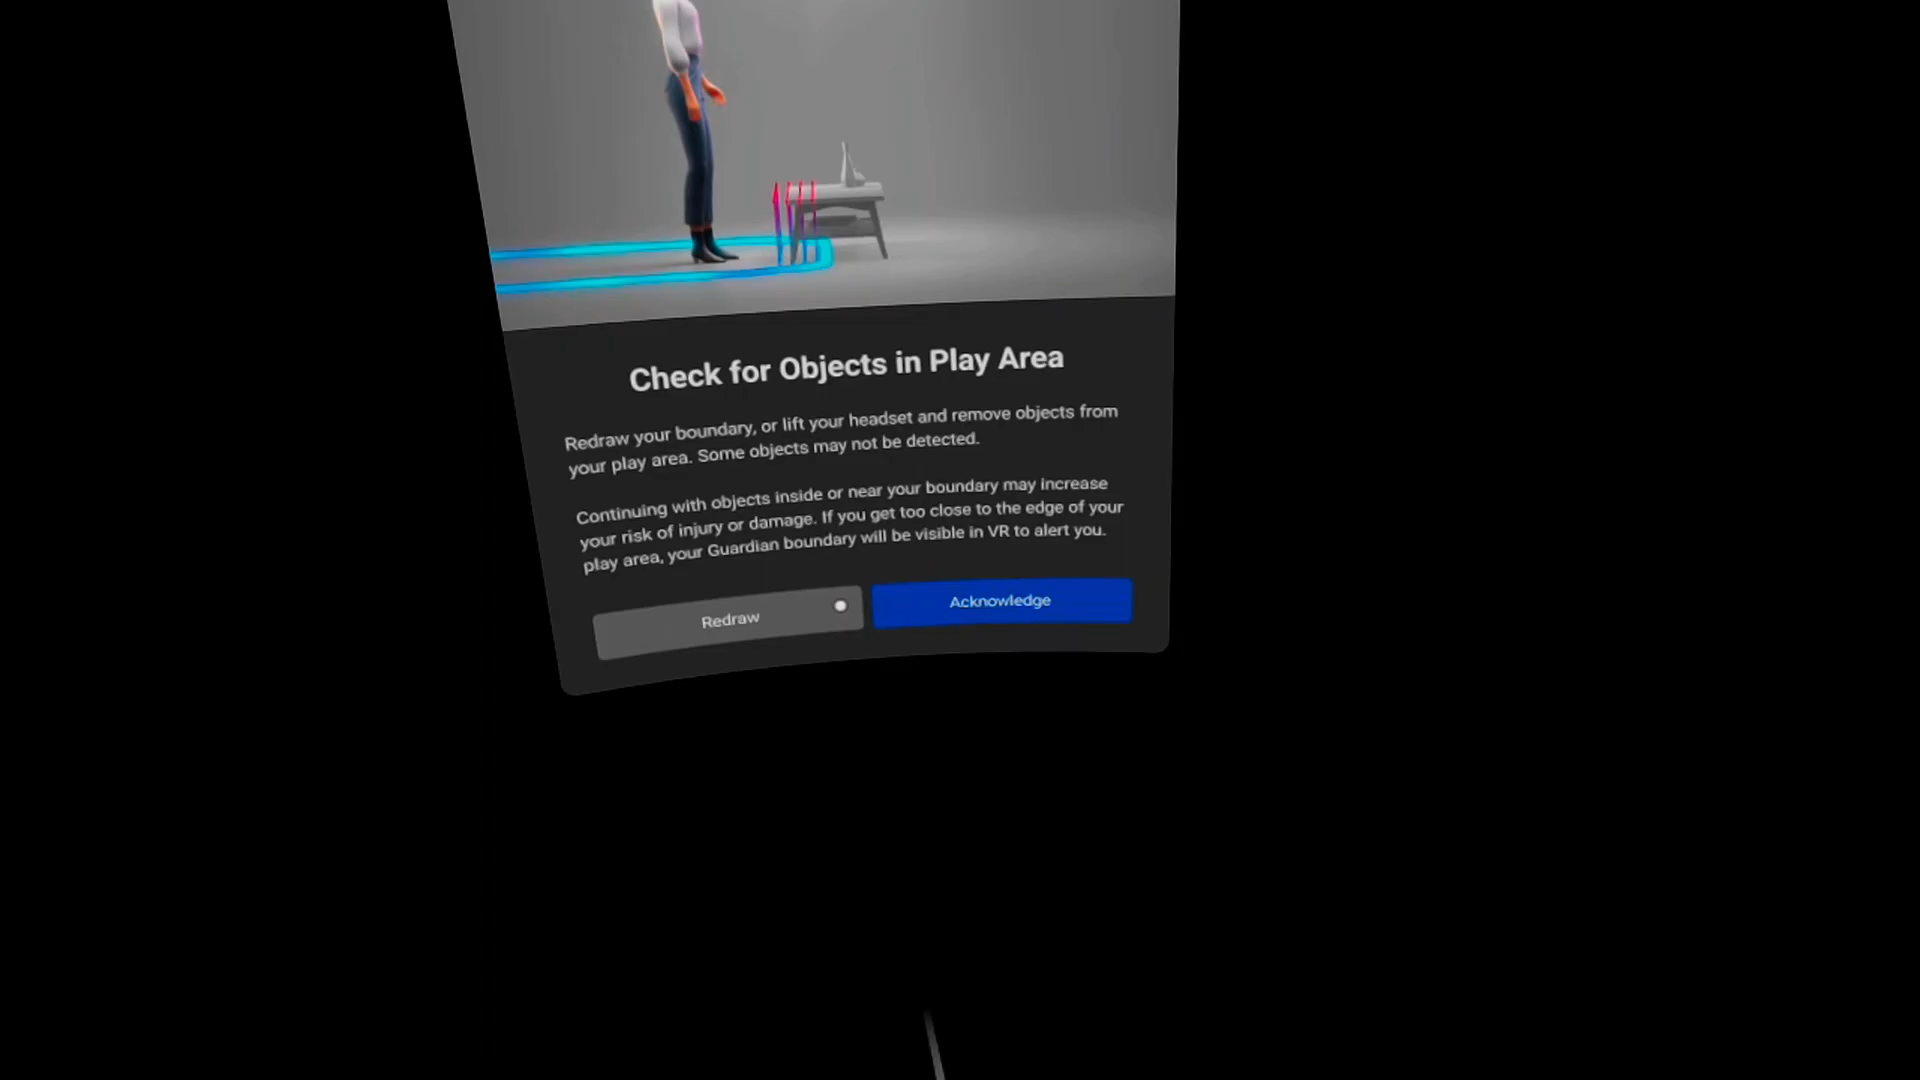 Check for Objects in Play Area
Redraw your boundary, or lift your headset and remove objects from
your play area. Some objects may not be detected.
Continuing with objects inside or near your boundary may increase
your risk of injury or damage. If you get too close to the edge of your
play area, your Guardian boundary will be visible in VR to alert you.
Redraw
Acknowledge